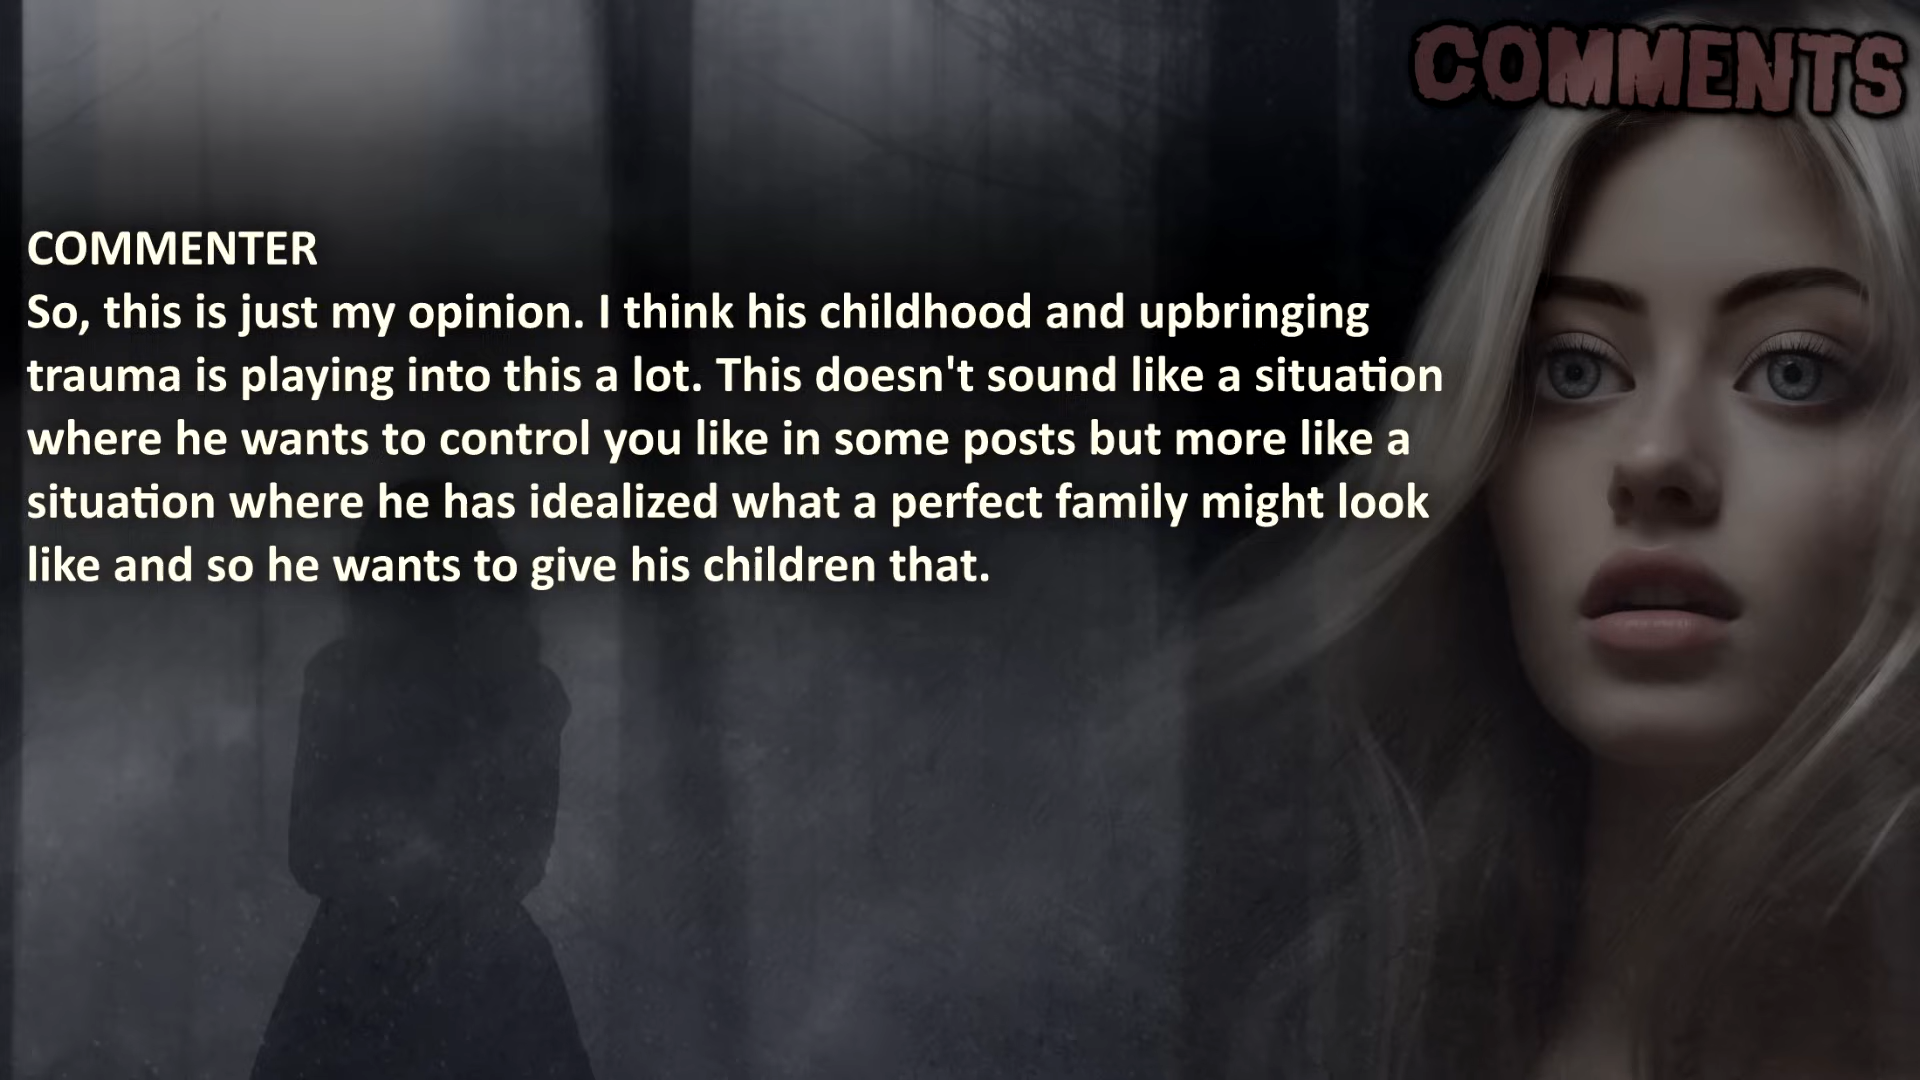 COMMENTS
COMMENTER
So, this is just my opinion. I think his childhood and upbringing
trauma is playing into this a lot. This doesn't sound like a situation
where he wants to control you like in some posts but more like a
situation where he has idealized what a perfect family might look
like and so he wants to give his children that.